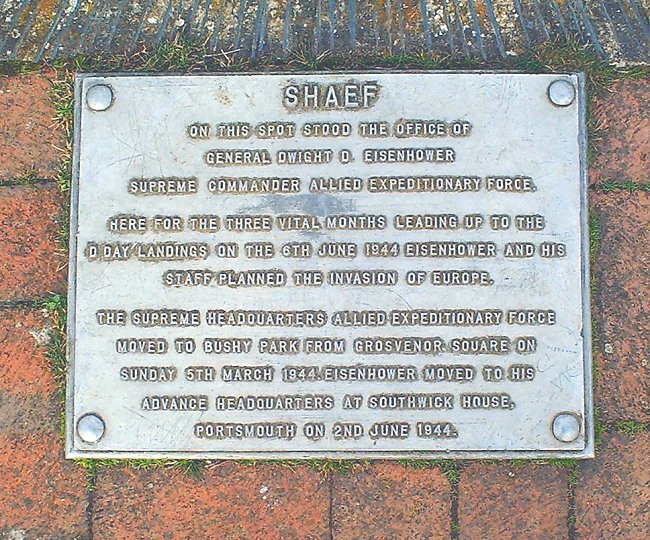 SHAEF
ON THIS SPOT STOOD THE OFFICE OF
GENERAL DWIGHT D. EISENHOWER
SUPREME COMMANDER ALLIED EXPEDITIONARY FORCE.
HERE FOR THE THREE VITAL MONTHS LEADING UP TO THE
D DAY LANDINGS ON THE 6TH JUNE 1944 EISENHOWER AND HIS
STAFF PLANNED THE INVASION OF EUROPE.
THE SUPREME HEADQUARTERS ALLIED EXPEDITIONARY FORCE
MOVED TO BUSHY PARK FROM GROSVENOR SQUARE ON
SUNDAY 5TH MARCH 1944. EISENHOWER MOVED TO HIS
ADVANCE HEADQUARTERS AT SOUTHWICK HOUSE,
PORTSMOUTH ON 2ND JUNE 1944.